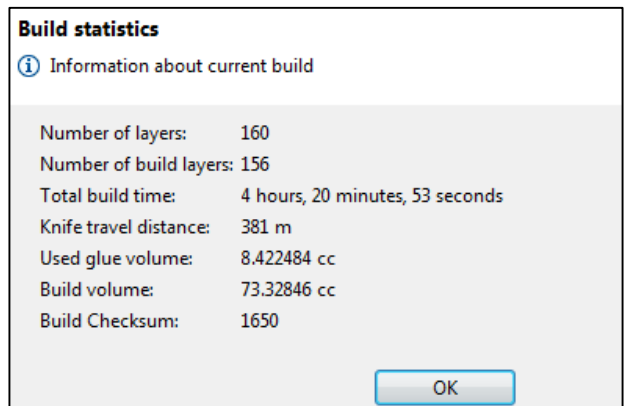 Build statistics
Information about current build
Number of layers: 160
Number of build layers: 156
Total build time: 4 hours, 20 minutes, 53 seconds
Knife travel distance: 381 m
Used glue volume: 8.422484 cc
Build volume: 73.32846 cc
Build Checksum: 1650
OK